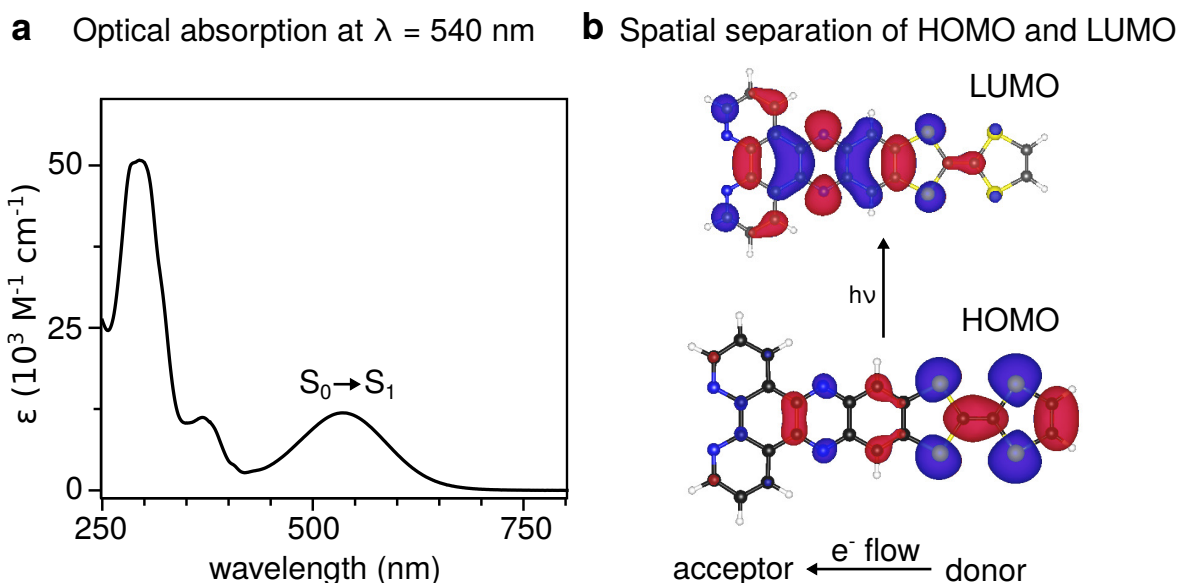 a Optical absorption at λ = 540 nm
50
25
0
ε (10³ M⁻¹ cm⁻¹)
S₀→S₁
250
500
750
wavelength (nm)
b Spatial separation of HOMO and LUMO
LUMO
hν
HOMO
e⁻ flow
acceptor
donor